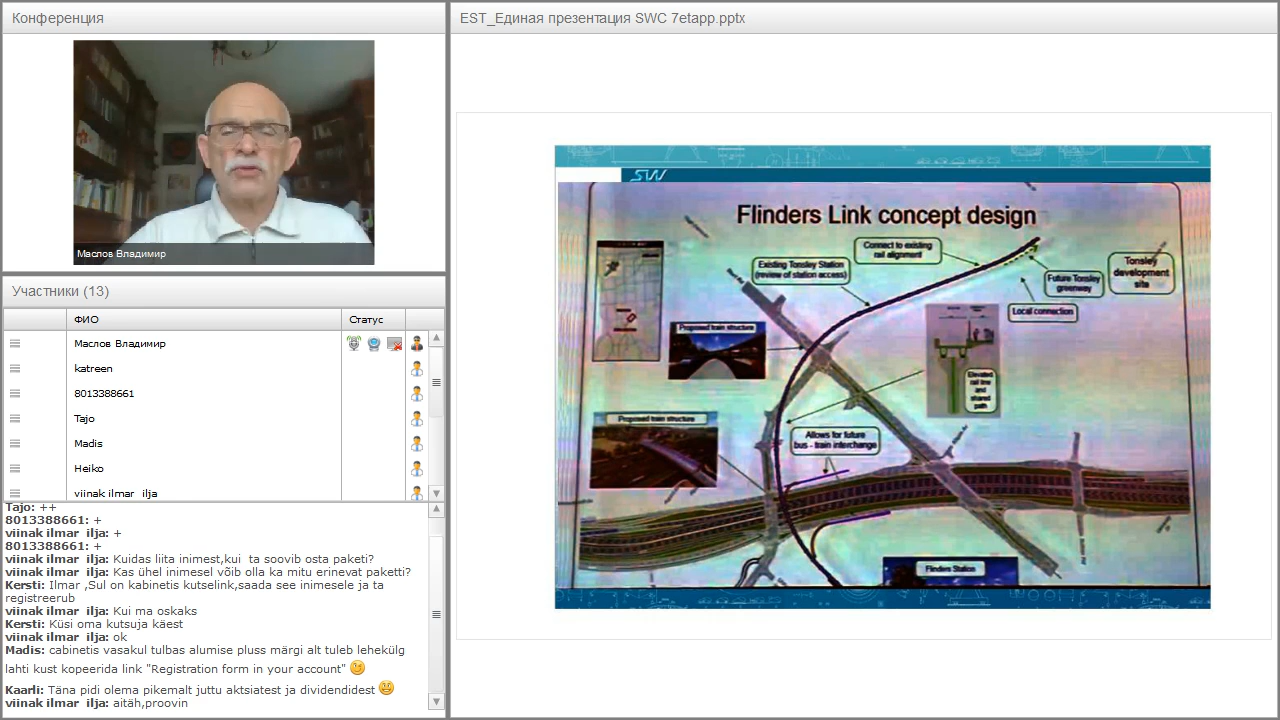 Конференция
Маслов Владимир
Участники (13)
ФИО
Статус
Маслов Владимир
katreen
8013388661
Tajo
Madis
Heiko
viinak ilmar ilja
Tajo: ++
8013388661: +
viinak ilmar ilja: +
8013388661: +
viinak ilmar ilja: Kuidas liita inimest,kui ta soovib osta paketi?
viinak ilmar ilja: Kas ühel inimesel võib olla ka mitu erinevat paketti?
Kersti: Ilmar ,Sul on kabinetis kutselink,saada see inimesele ja ta
registreerub
viinak ilmar ilja: Kui ma oskaks
Kersti: Küsi oma kutsuja käest
viinak ilmar ilja: ok
Madis: cabinetis vasakul tulbas alumise pluss märgi alt tuleb lehekülg
lahti kust kopeerida link "Registration form in your account"
Kaarli: Täna pidi olema pikemalt juttu aktsiatest ja dividendidest
viinak ilmar ilja: aitäh,proovin
EST_Единая презентация SWC 7etapp.pptx
SW
Flinders Link concept design
Connect to existing
rail alignment
Existing Tonsley Station
(review of station access)
Tonsley
development
site
Future Tonsley
greenway
Local connection
Proposed train structure
Elevated
rail line
and
shared
path
Proposed train structure
Allows for future
bus - train interchange
Flinders Station